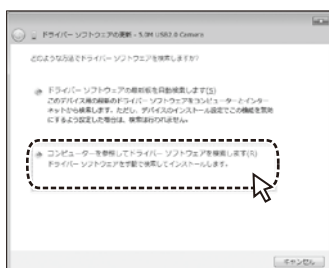 ドライバー ソフトウェアの更新 - 5.0M USB2.0 Camera
どのような方法でドライバー ソフトウェアを検索しますか?
ドライバー ソフトウェアの最新版を自動検索します(S)
このデバイス用の最新のドライバー ソフトウェアをコンピューターとインター
ネットから検索します。ただし、デバイスのインストール設定でこの機能を無効
にするよう設定した場合は、検索は行われません。
コンピューターを参照してドライバー ソフトウェアを検索します(R)
ドライバー ソフトウェアを手動で検索してインストールします。
キャンセル